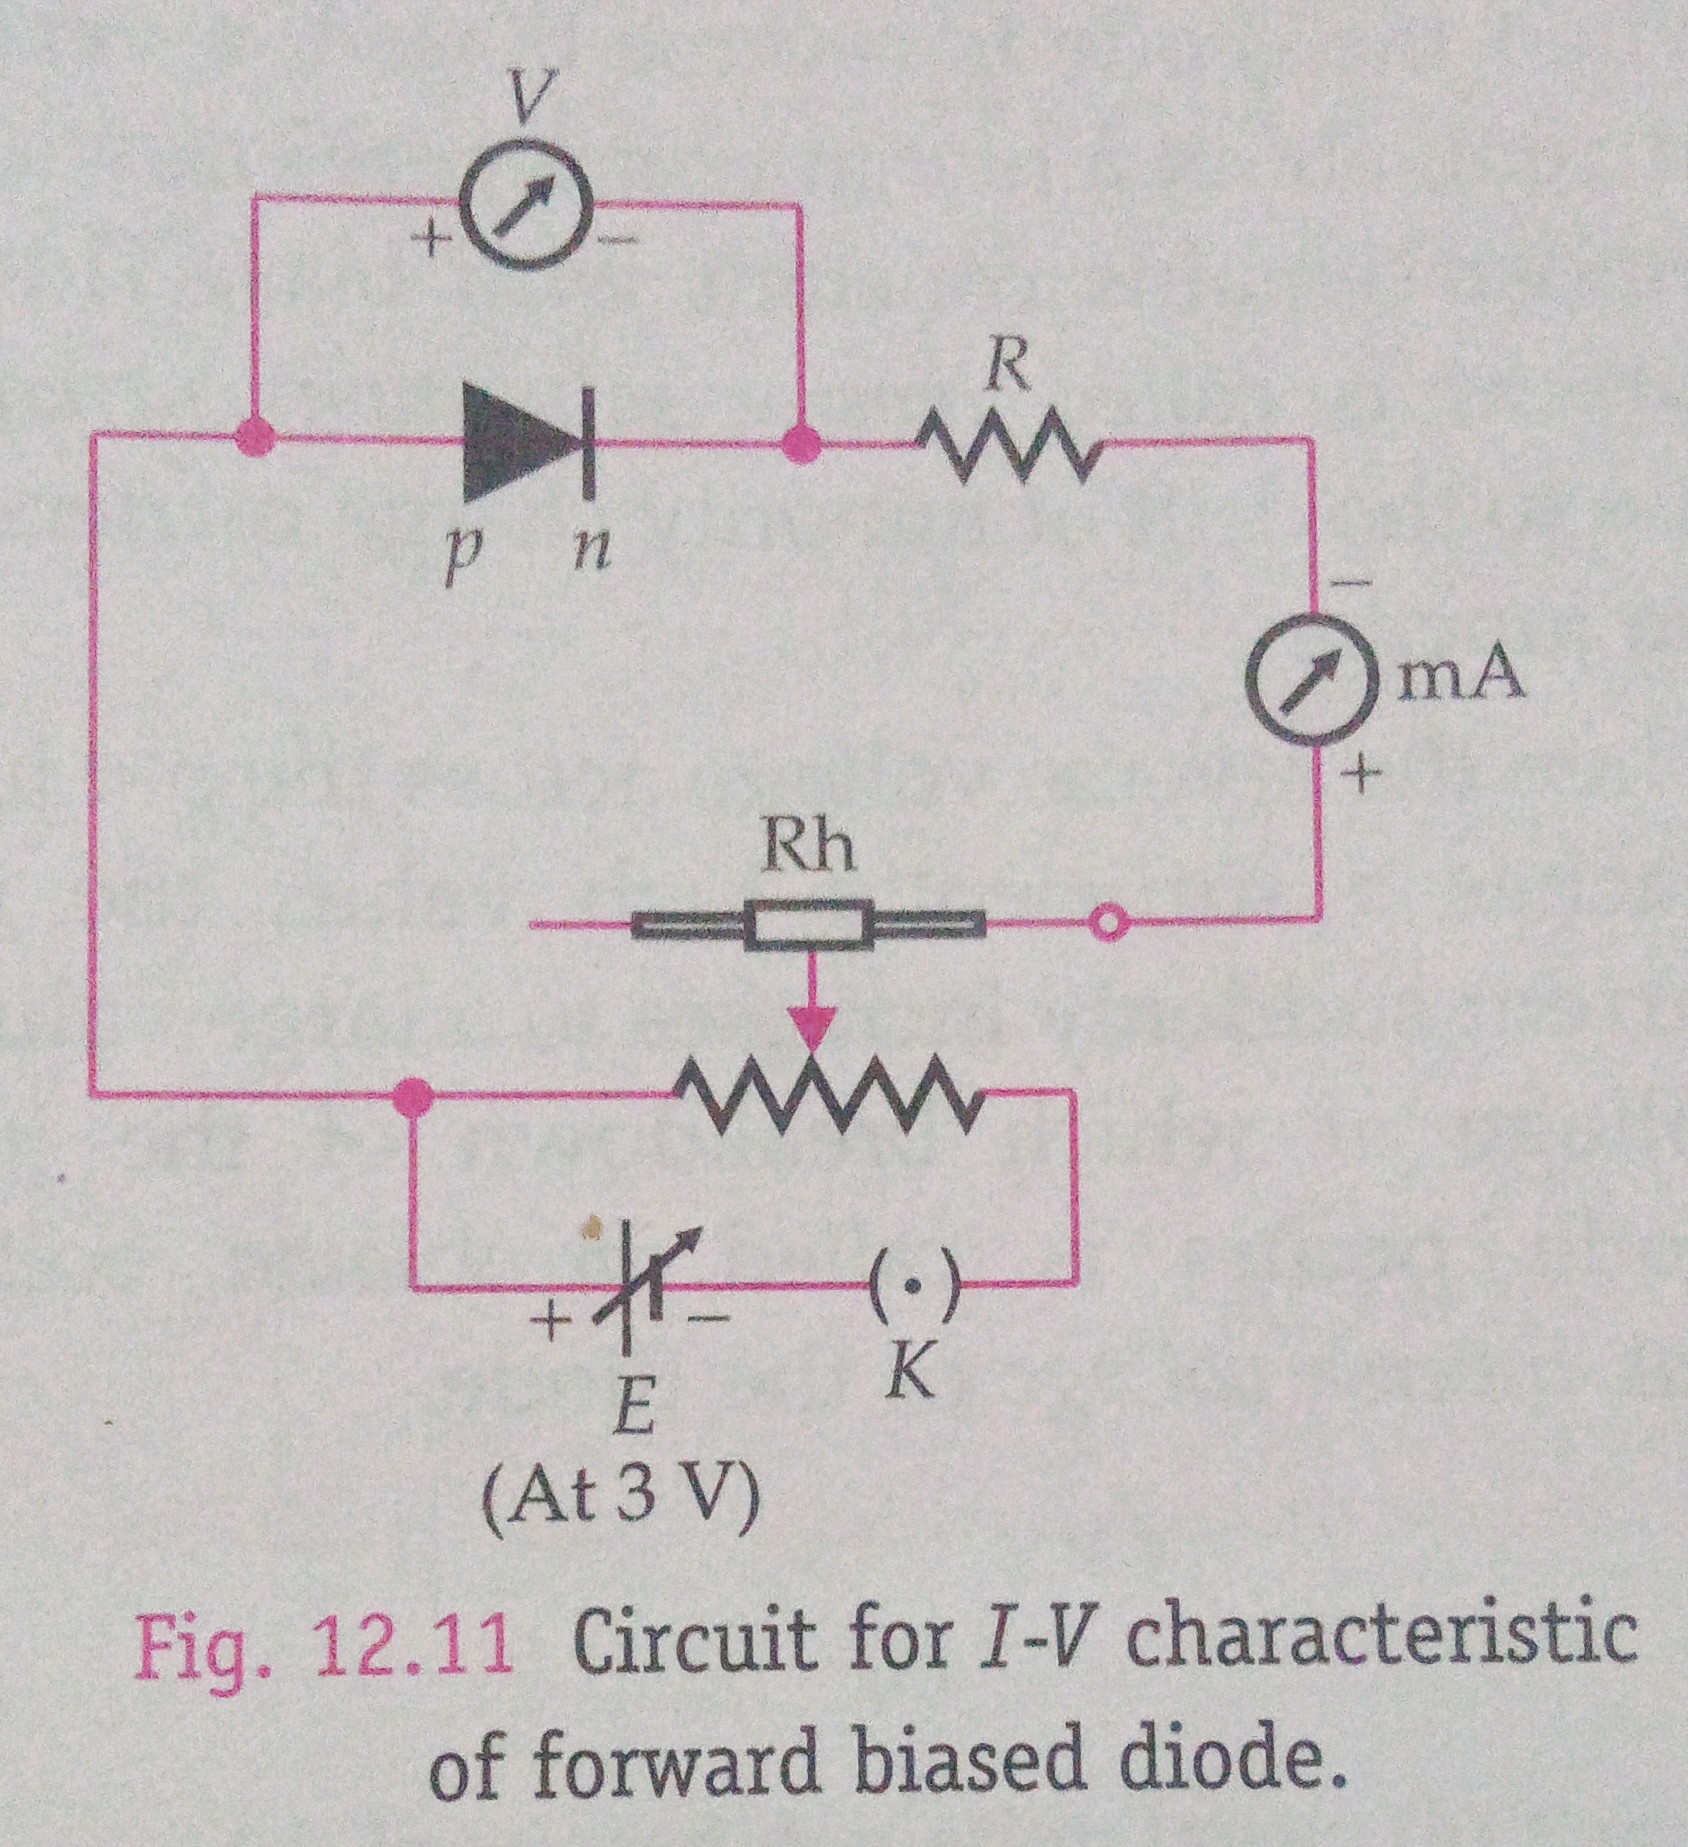 V
+ −
R
p n
−
mA
+
Rh
+ −
K
E
(At 3 V)
Fig. 12.11 Circuit for I-V characteristic
of forward biased diode.